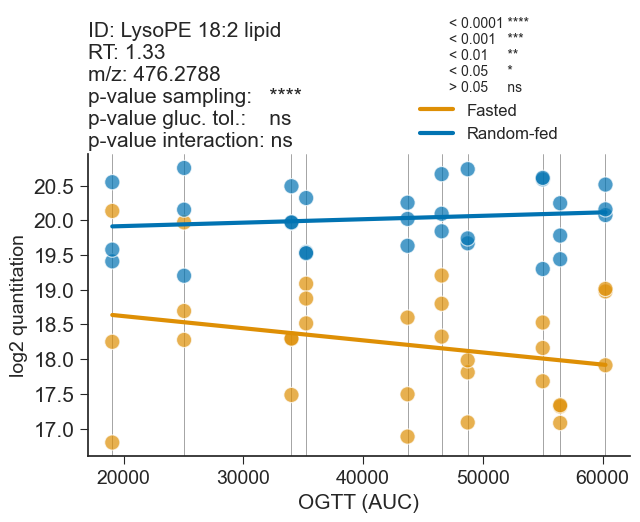 ID: LysoPE 18:2 lipid
RT: 1.33
m/z: 476.2788
p-value sampling: ****
p-value gluc. tol.: ns
p-value interaction: ns
< 0.0001 ****
< 0.001 ***
< 0.01 **
< 0.05 *
> 0.05 ns
Fasted
Random-fed
log2 quantitation
20.5
20.0
19.5
19.0
18.5
18.0
17.5
17.0
20000 30000 40000 50000 60000
OGTT (AUC)